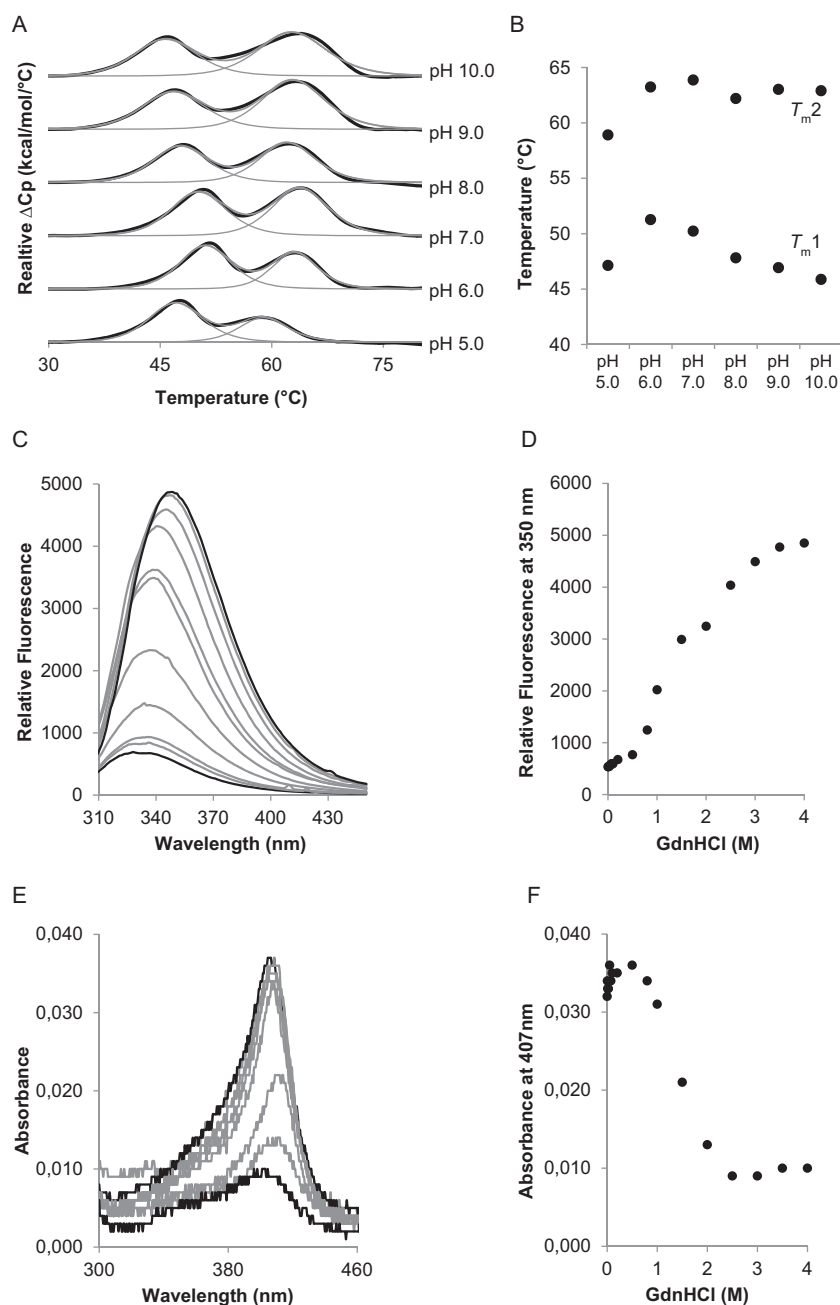 A
Realtive ΔCp (kcal/mol/°C)
pH 10.0
pH 9.0
pH 8.0
pH 7.0
pH 6.0
pH 5.0
30 45 60 75
Temperature (°C)
B
Temperature (°C)
65
60
55
50
45
40
Tm2
Tm1
pH pH pH pH pH pH
5.0 6.0 7.0 8.0 9.0 10.0
C
Relative Fluorescence
5000
4000
3000
2000
1000
0
310 340 370 400 430
Wavelength (nm)
D
Relative Fluorescence at 350 nm
6000
5000
4000
3000
2000
1000
0
0 1 2 3 4
GdnHCl (M)
E
Absorbance
0,040
0,030
0,020
0,010
0,000
300 380 460
Wavelength (nm)
F
Absorbance at 407nm
0,040
0,030
0,020
0,010
0,000
0 1 2 3 4
GdnHCl (M)